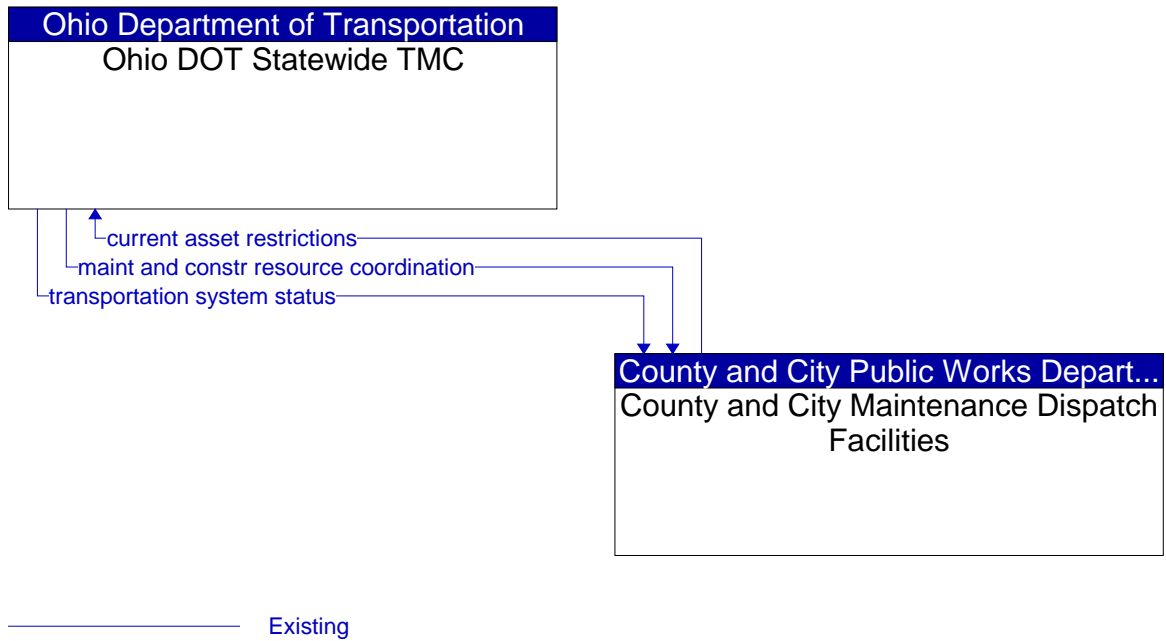 Ohio Department of Transportation
Ohio DOT Statewide TMC
current asset restrictions
maint and constr resource coordination
transportation system status
County and City Public Works Depart...
County and City Maintenance Dispatch
Facilities
Existing